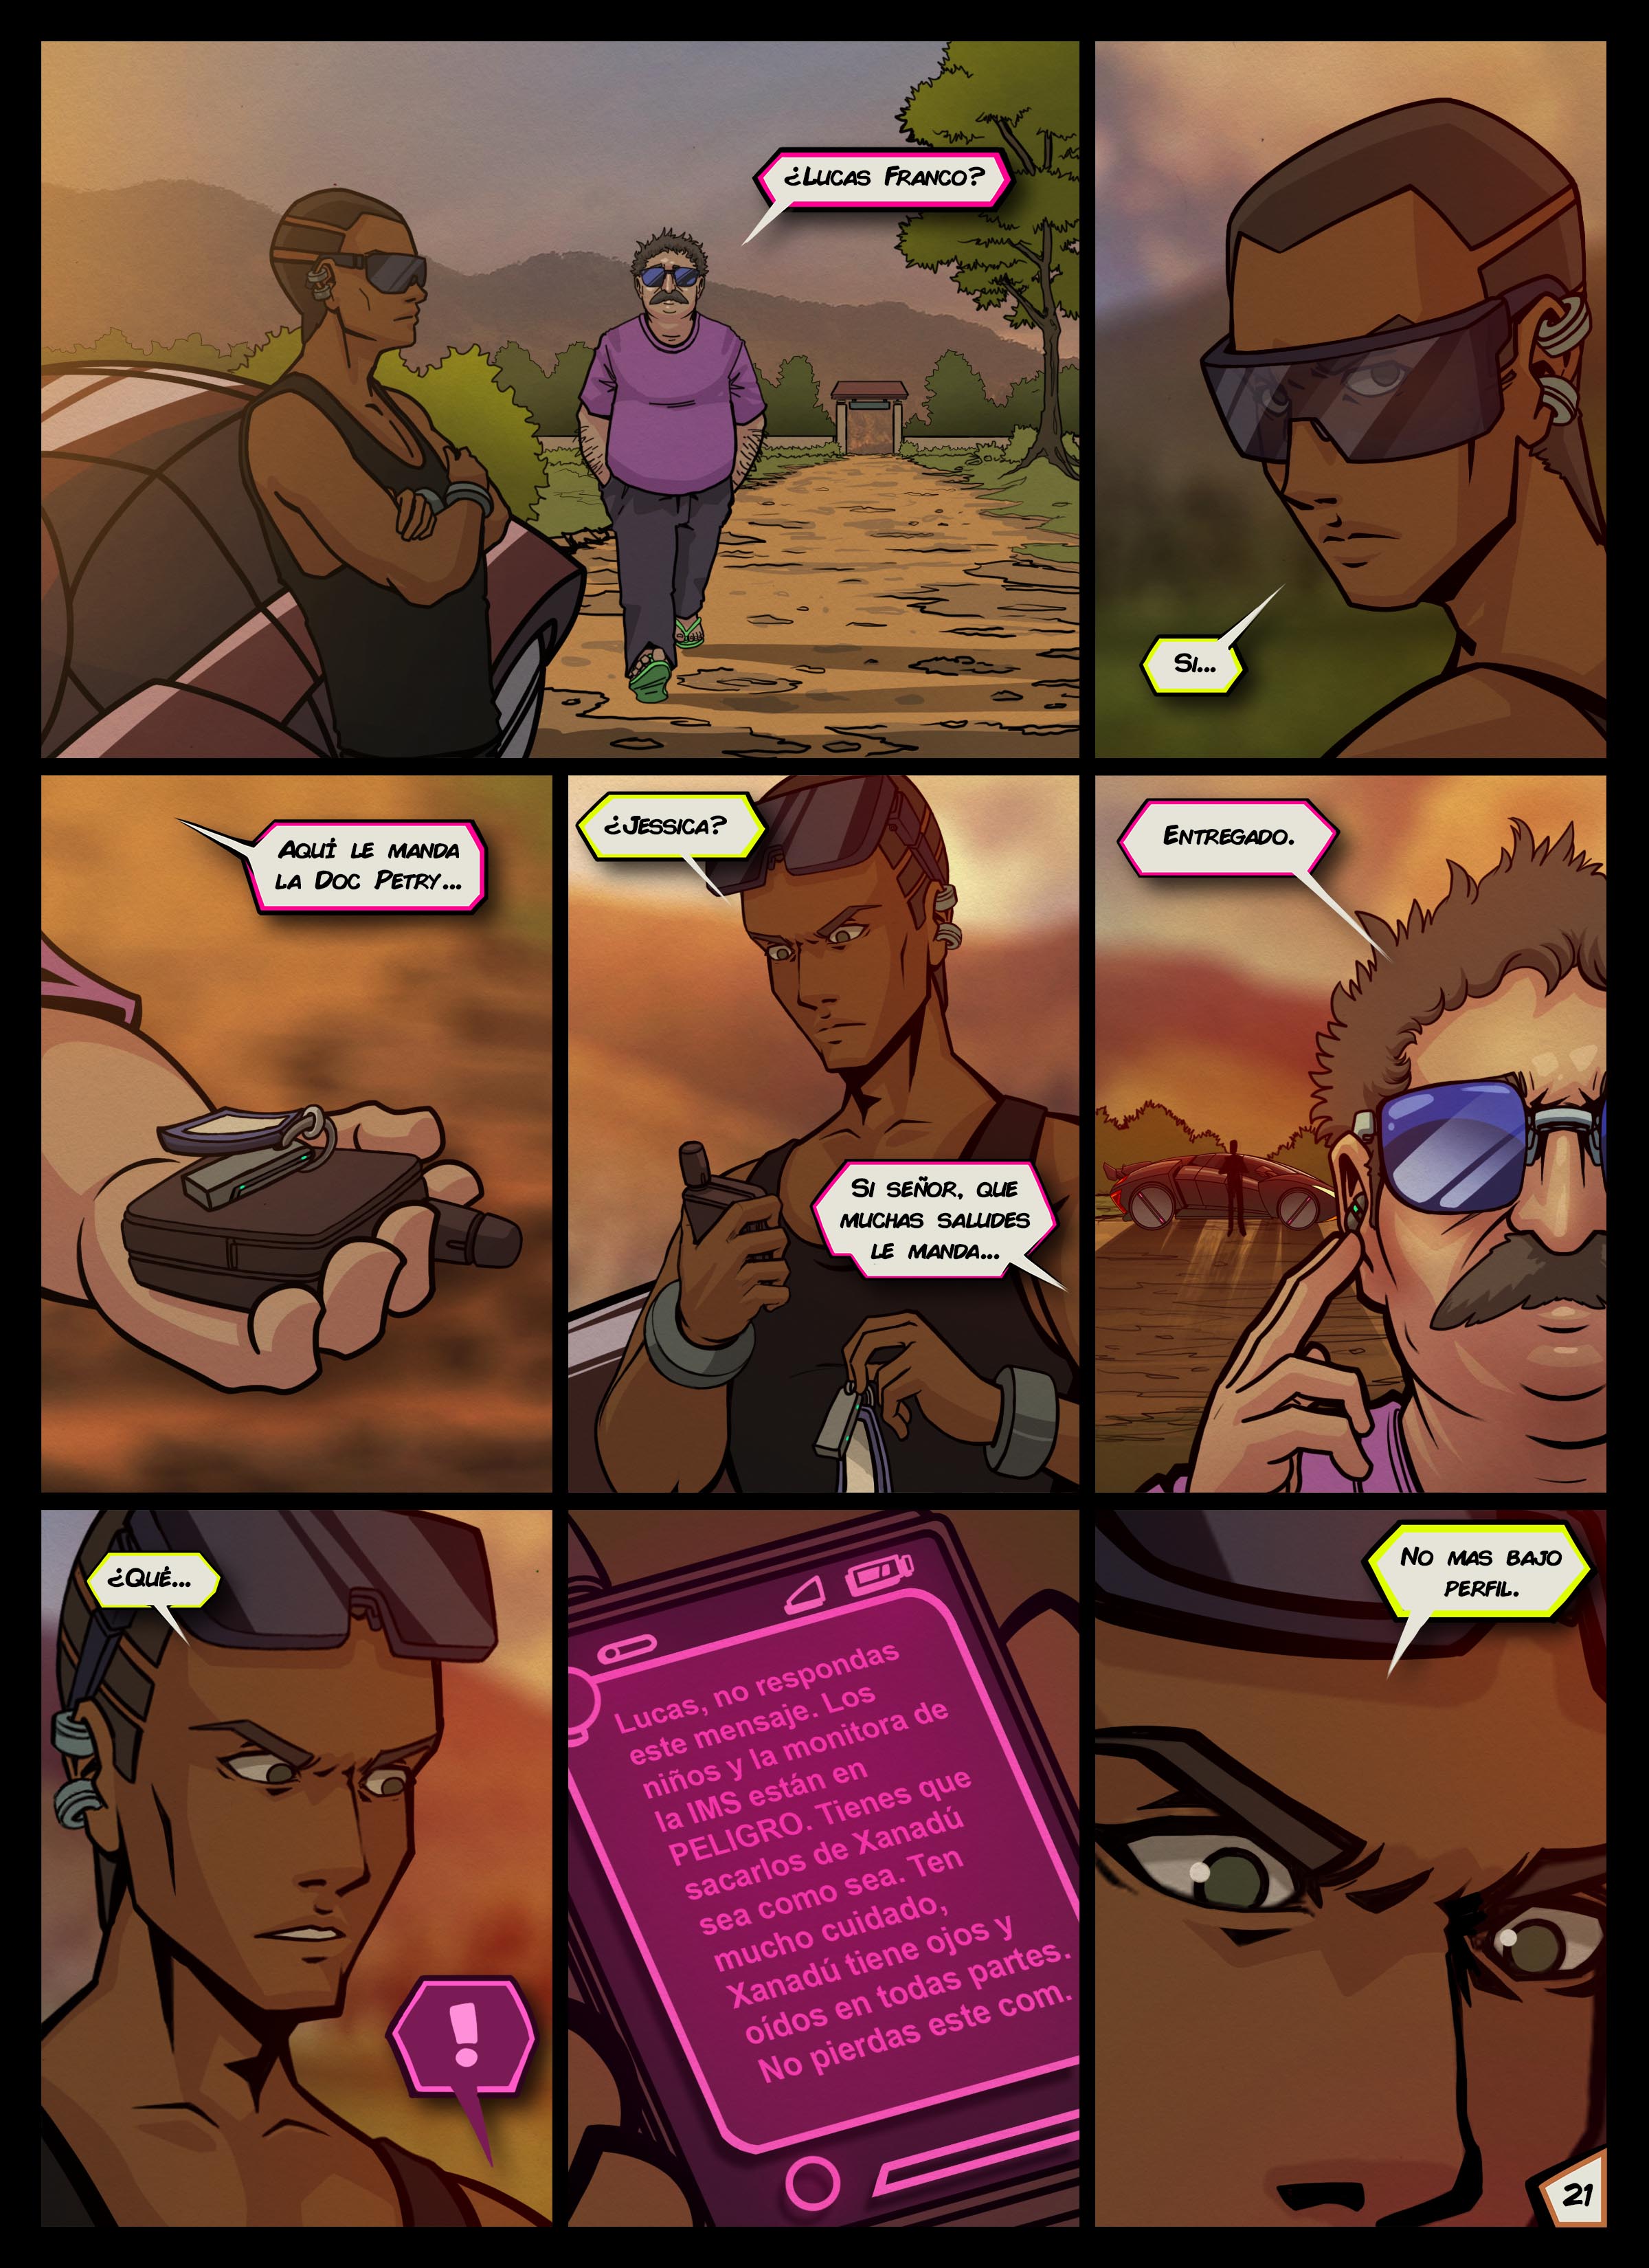 ¿Lucas Franco?
Si...
Aquí le manda
la Doc Petry...
¿Jessica?
Si señor, que
muchas saludes
le manda...
Entregado.
¿Qué...
!
Lucas, no respondas
este mensaje. Los
niños y la monitora de
la IMS están en
PELIGRO. Tienes que
sacarlos de Xanadú
sea como sea. Ten
mucho cuidado,
Xanadú tiene ojos y
oídos en todas partes.
No pierdas este com.
No mas bajo
perfil.
21